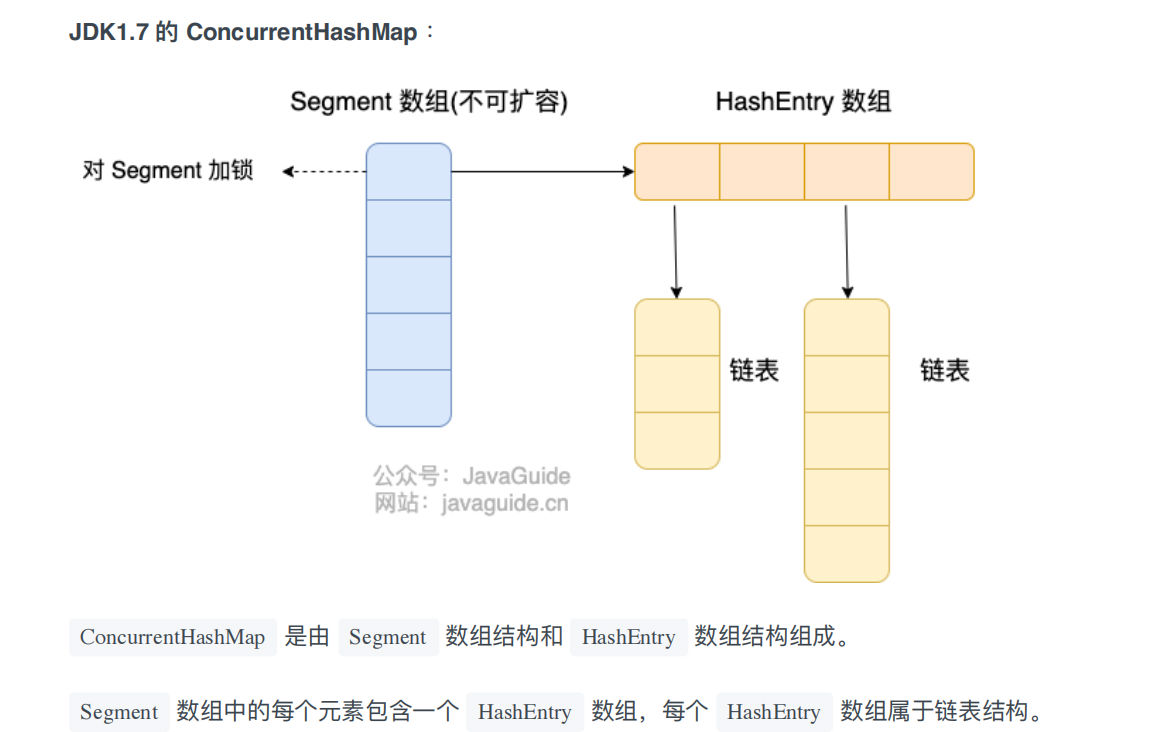 JDK1.7 的 ConcurrentHashMap：
Segment 数组(不可扩容)
HashEntry 数组
对 Segment 加锁
链表
链表
公众号：JavaGuide
网站：javaguide.cn
ConcurrentHashMap 是由 Segment 数组结构和 HashEntry 数组结构组成。
Segment 数组中的每个元素包含一个 HashEntry 数组，每个 HashEntry 数组属于链表结构。